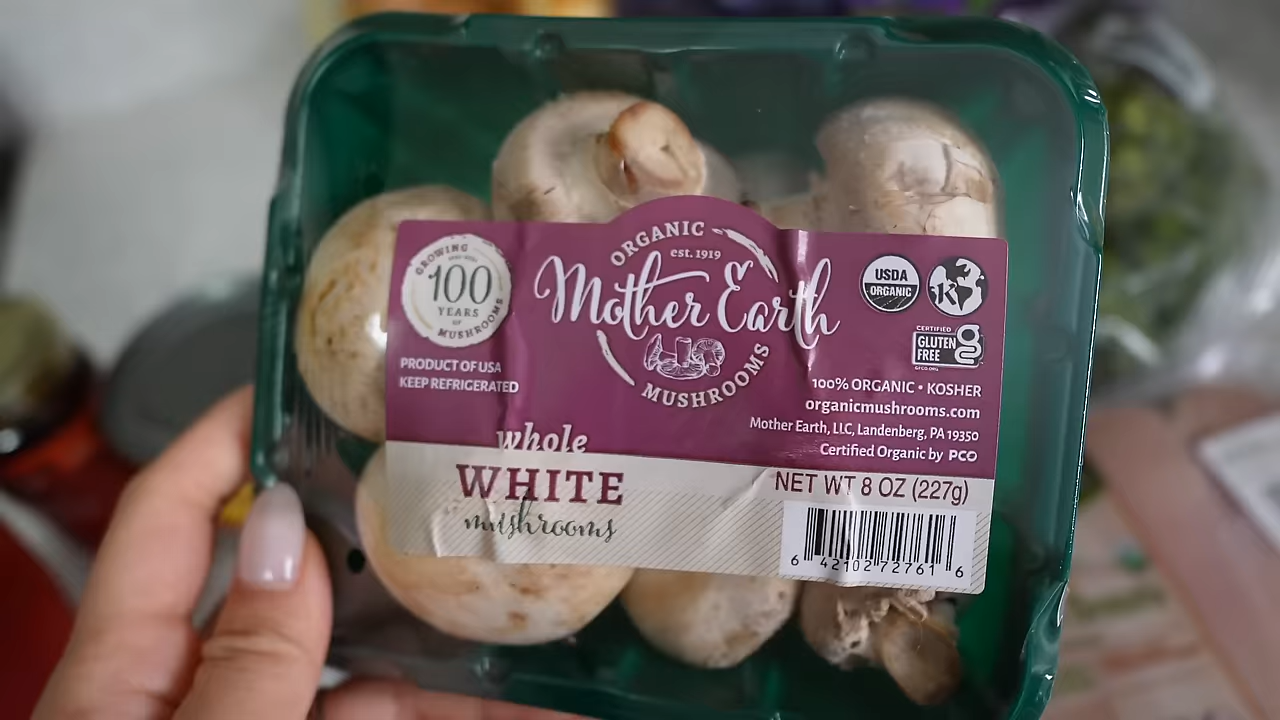 GROWING
100
YEARS
OF
MUSHROOMS
PRODUCT OF USA
KEEP REFRIGERATED
ORGANIC
est. 1919
Mother Earth
MUSHROOMS
USDA
ORGANIC
K
CERTIFIED
GLUTEN
FREE
g
GFCO.ORG
100% ORGANIC • KOSHER
organicmushrooms.com
Mother Earth, LLC, Landenberg, PA 19350
Certified Organic by PCO
whole
WHITE
mushrooms
NET WT 8 OZ (227g)
6 42102 72761 6